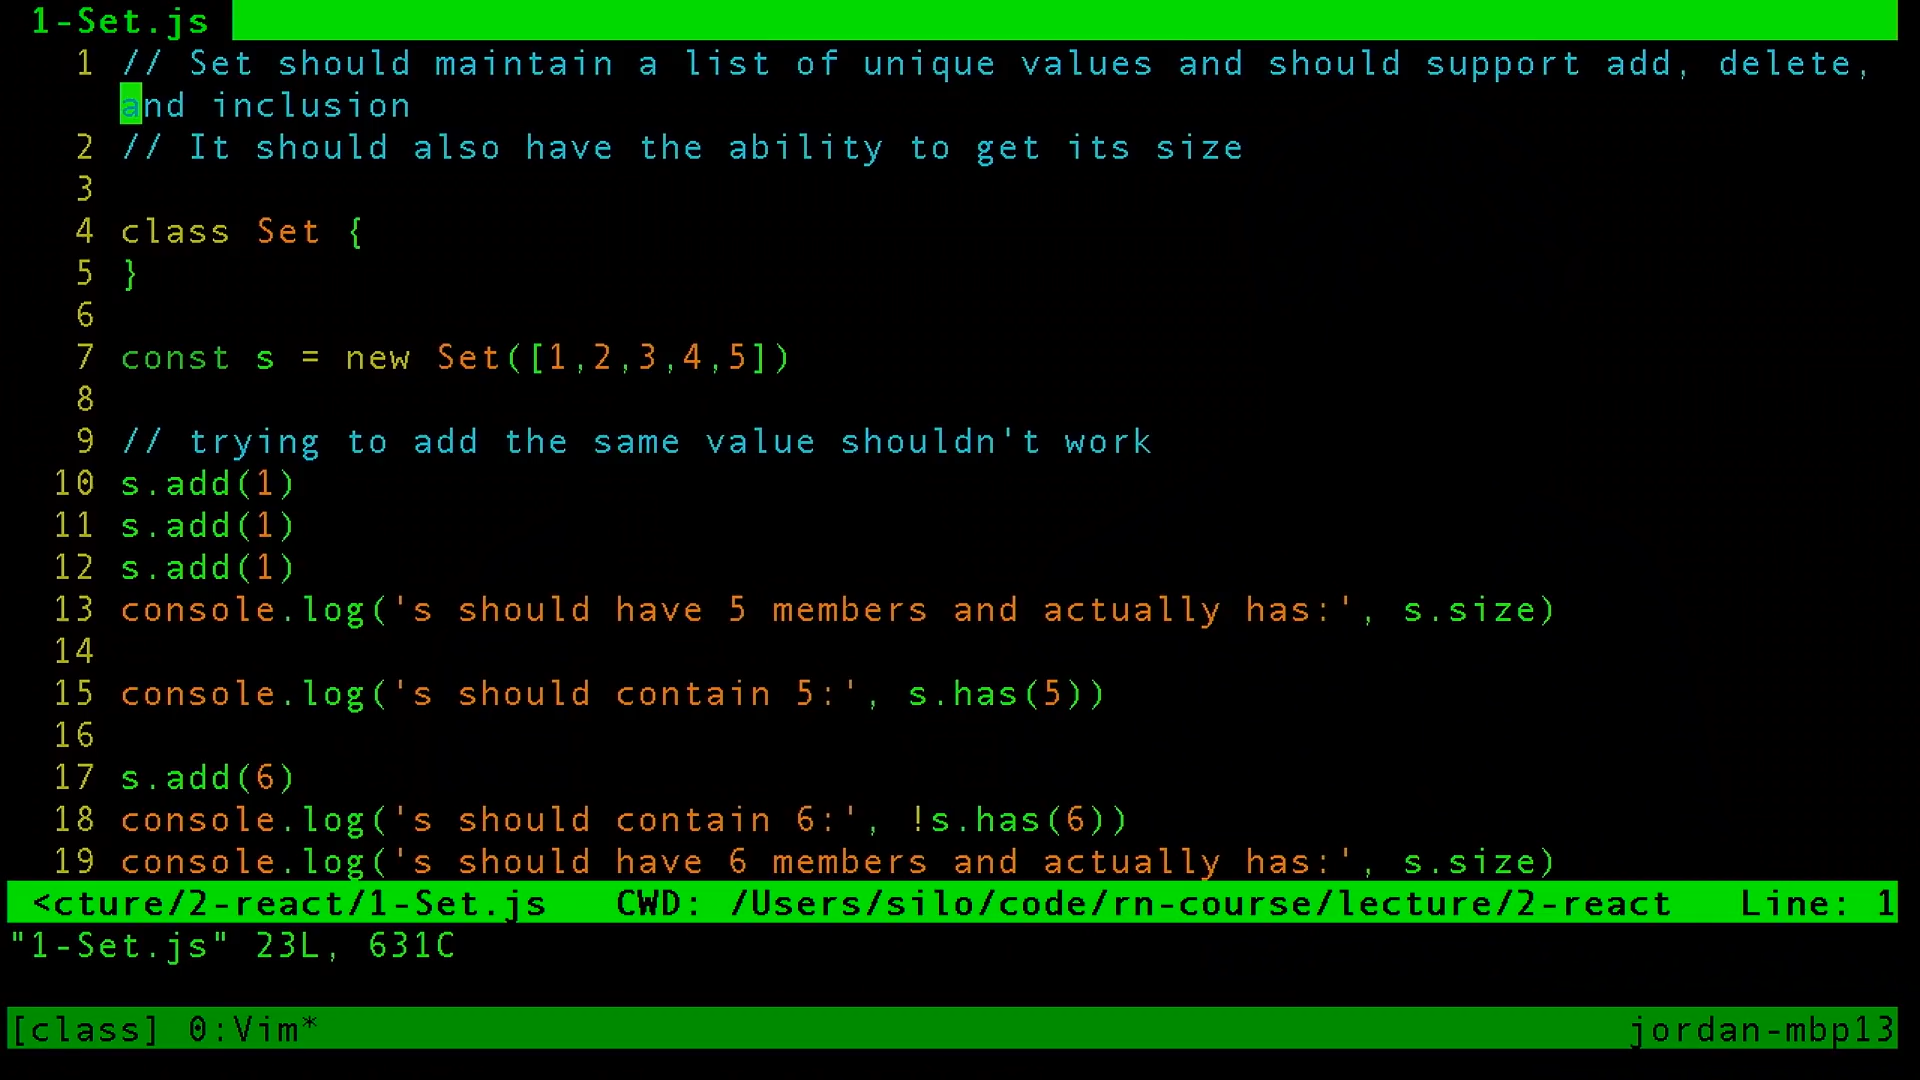 1-Set.js
1 // Set should maintain a list of unique values and should support add, delete,
and inclusion
2 // It should also have the ability to get its size
3
4 class Set {
5 }
6
7 const s = new Set([1,2,3,4,5])
8
9 // trying to add the same value shouldn't work
10 s.add(1)
11 s.add(1)
12 s.add(1)
13 console.log('s should have 5 members and actually has:', s.size)
14
15 console.log('s should contain 5:', s.has(5))
16
17 s.add(6)
18 console.log('s should contain 6:', !s.has(6))
19 console.log('s should have 6 members and actually has:', s.size)
<cture/2-react/1-Set.js CWD: /Users/silo/code/rn-course/lecture/2-react Line: 1
"1-Set.js" 23L, 631C
[class] 0:Vim* jordan-mbp13